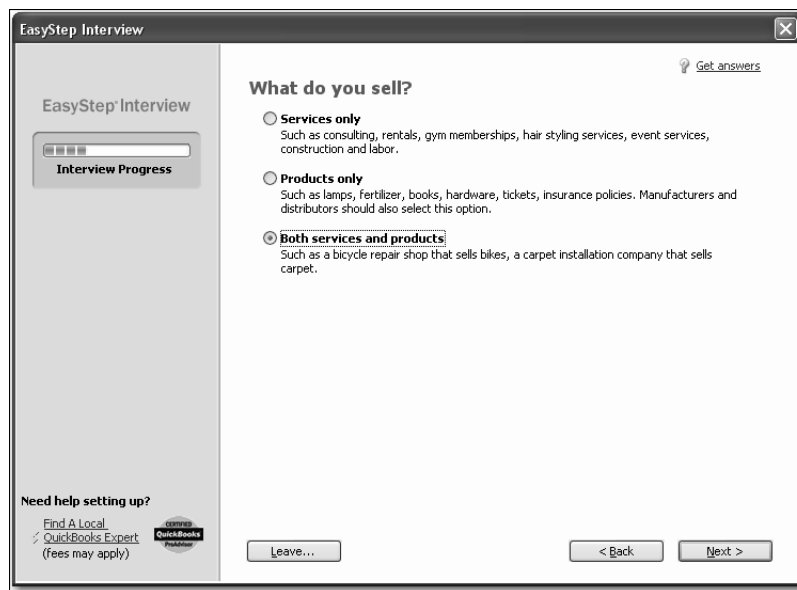 EasyStep Interview
Get answers
EasyStep Interview
Interview Progress
What do you sell?
Services only
Such as consulting, rentals, gym memberships, hair styling services, event services,
construction and labor.
Products only
Such as lamps, fertilizer, books, hardware, tickets, insurance policies. Manufacturers and
distributors should also select this option.
Both services and products
Such as a bicycle repair shop that sells bikes, a carpet installation company that sells
carpet.
Need help setting up?
Find A Local
QuickBooks Expert
(fees may apply)
CERTIFIED
QuickBooks
ProAdvisor
Leave...
< Back
Next >